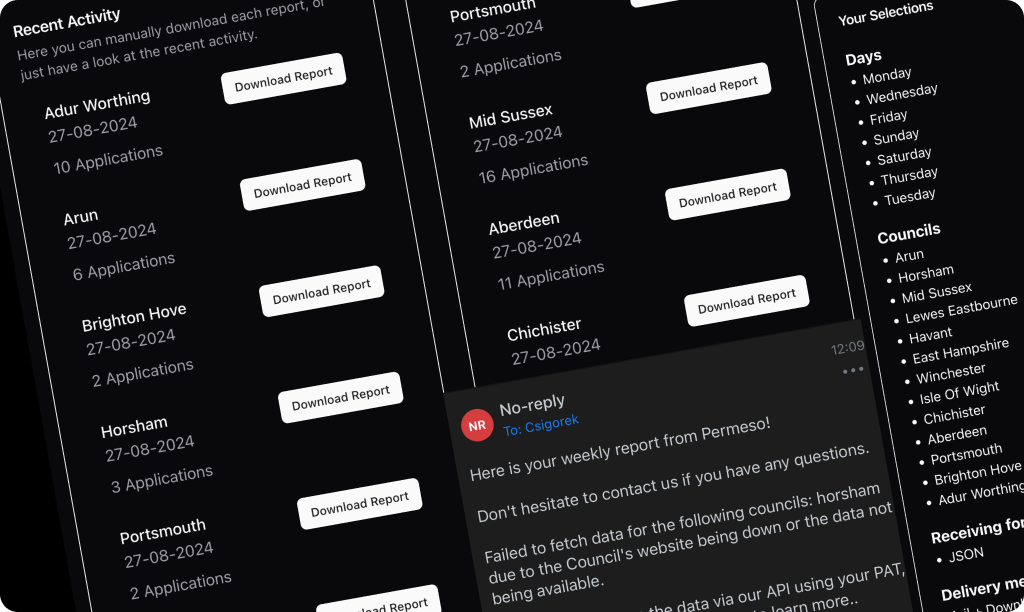 Recent Activity
Here you can manually download each report, or
just have a look at the recent activity.
Adur Worthing
27-08-2024
10 Applications
Download Report
Arun
27-08-2024
6 Applications
Download Report
Brighton Hove
27-08-2024
2 Applications
Download Report
Horsham
27-08-2024
3 Applications
Download Report
Portsmouth
27-08-2024
2 Applications
Download Report
Download Report
Portsmouth
27-08-2024
2 Applications
Mid Sussex
27-08-2024
16 Applications
Download Report
Aberdeen
27-08-2024
11 Applications
Download Report
Chichister
27-08-2024
Download Report
12:09
NR
No-reply
To: Csigorek
Here is your weekly report from Permeso!
Don't hesitate to contact us if you have any questions.
Failed to fetch data for the following councils: horsham
due to the Council's website being down or the data not
being available.
the data via our API using your PAT,
learn more..
Your Selections
Days
• Monday
• Wednesday
• Friday
• Sunday
• Saturday
• Thursday
• Tuesday
Councils
• Arun
• Horsham
• Mid Sussex
• Lewes Eastbourne
• Havant
• East Hampshire
• Winchester
• Isle Of Wight
• Chichister
• Aberdeen
• Portsmouth
• Brighton Hove
• Adur Worthing
Receiving for
• JSON
Delivery me